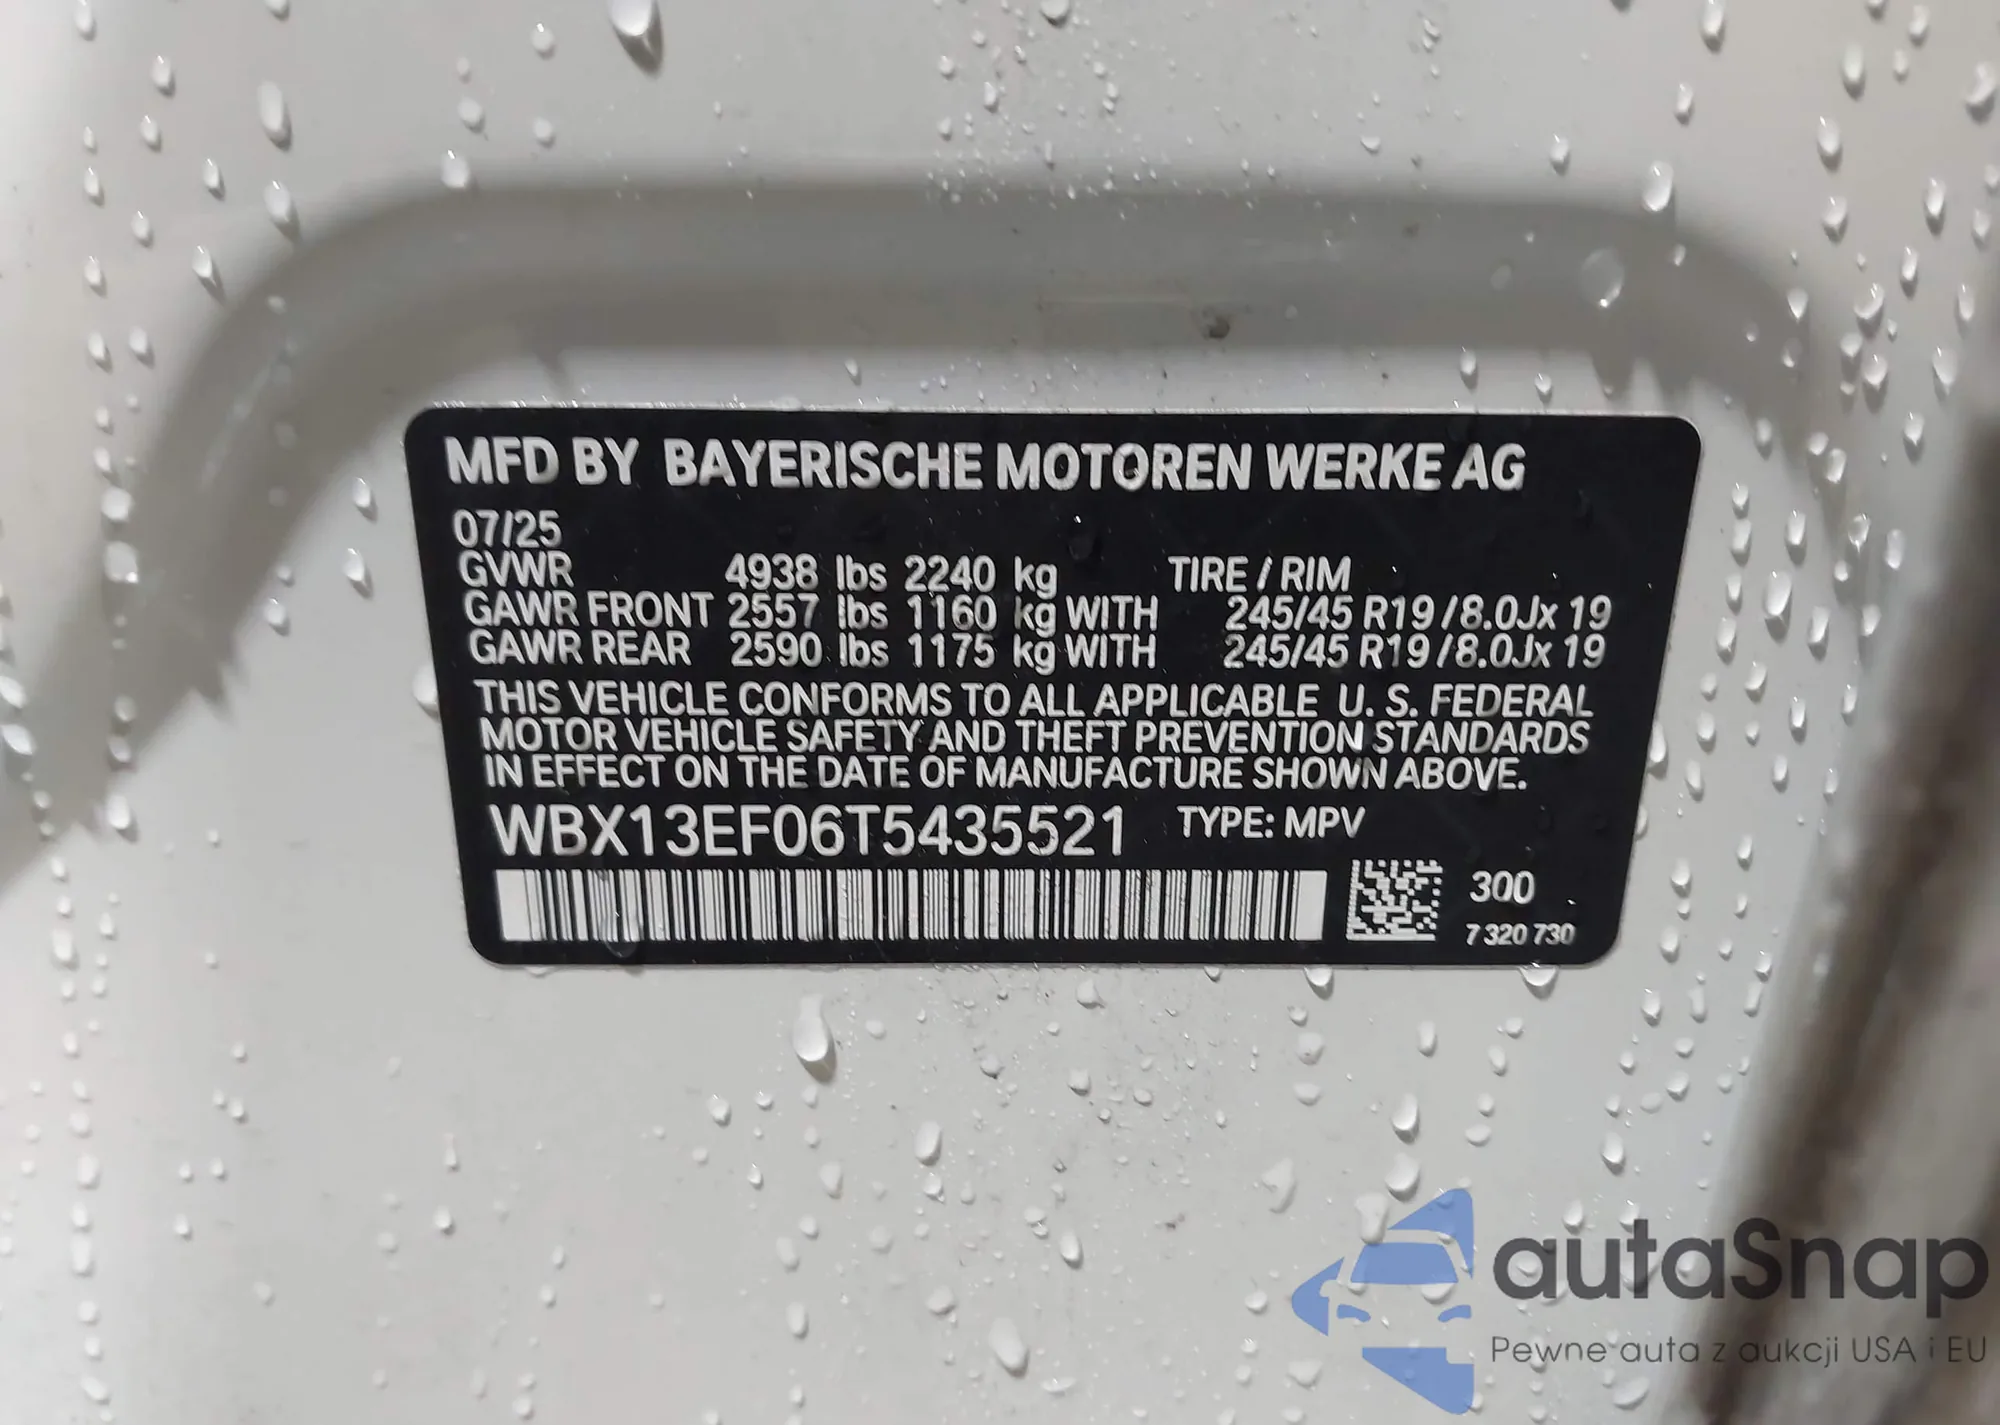 MFD BY BAYERISCHE MOTOREN WERKE AG
07/25
GVWR 4938 lbs 2240 kg TIRE / RIM
GAWR FRONT 2557 lbs 1160 kg WITH 245/45 R19 /8.0Jx 19
GAWR REAR 2590 lbs 1175 kg WITH 245/45 R19 /8.0Jx 19
THIS VEHICLE CONFORMS TO ALL APPLICABLE U. S. FEDERAL
MOTOR VEHICLE SAFETY AND THEFT PREVENTION STANDARDS
IN EFFECT ON THE DATE OF MANUFACTURE SHOWN ABOVE.
WBX13EF06T5435521 TYPE: MPV
300
7 320 730
autaSnap
Pewne auta z aukcji USA i EU